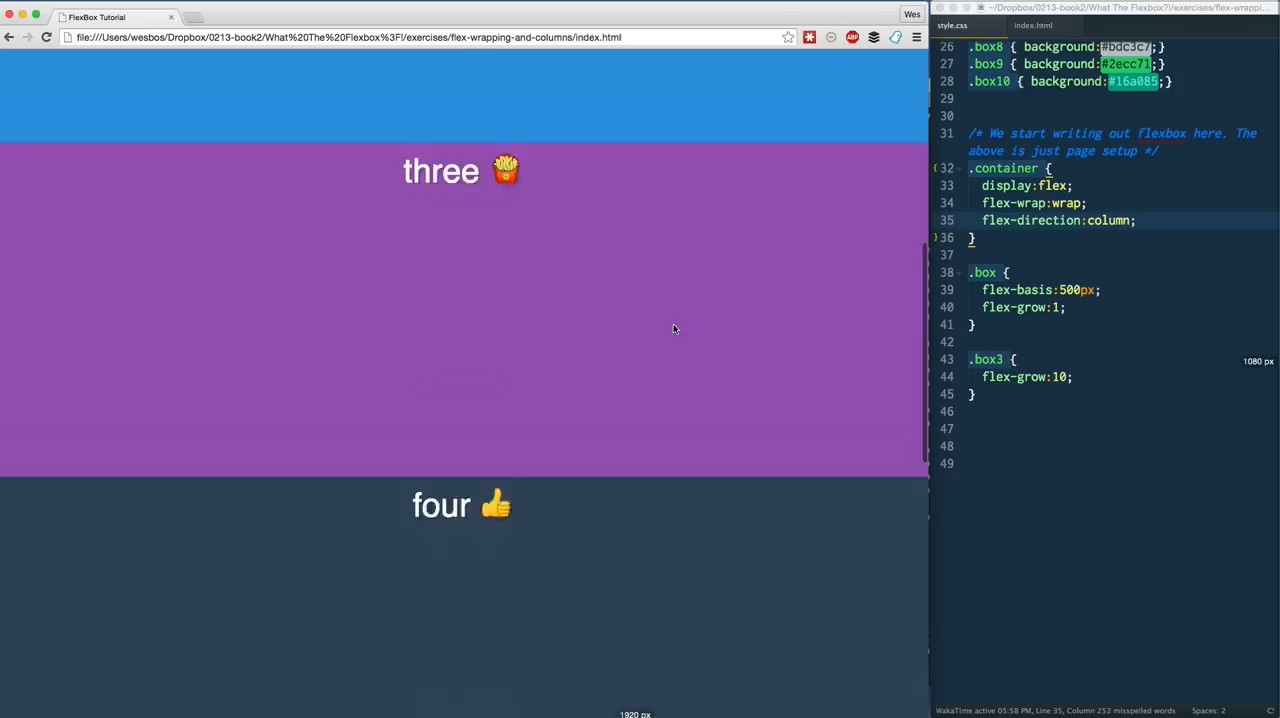 FlexBox Tutorial
Wes
file:///Users/wesbos/Dropbox/0213-book2/What%20The%20Flexbox%3F!/exercises/flex-wrapping-and-columns/index.html
ABP
three
four
1920 px
~/Dropbox/0213-book2/What The Flexbox?!/exercises/flex-wrappi...
style.css
index.html
26 .box8 { background:#bdc3c7;}
27 .box9 { background:#2ecc71;}
28 .box10 { background:#16a085;}
29
30
31 /* We start writing out flexbox here. The
above is just page setup */
32 .container {
33 display:flex;
34 flex-wrap:wrap;
35 flex-direction:column;
36 }
37
38 .box {
39 flex-basis:500px;
40 flex-grow:1;
41 }
42
43 .box3 {
1080 px
44 flex-grow:10;
45 }
46
47
48
49
WakaTime active 05:58 PM, Line 35, Column 252 misspelled words
Spaces: 2